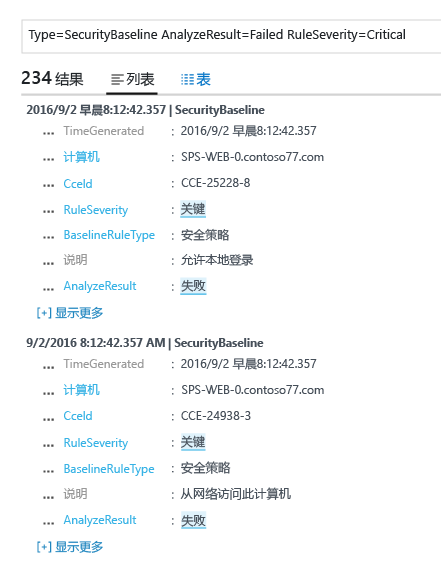 Type=SecurityBaseline AnalyzeResult=Failed RuleSeverity=Critical
234 结果 列表 表
2016/9/2 早晨8:12:42.357 | SecurityBaseline
... TimeGenerated : 2016/9/2 早晨8:12:42.357
... 计算机 : SPS-WEB-0.contoso77.com
... CceId : CCE-25228-8
... RuleSeverity : 关键
... BaselineRuleType : 安全策略
... 说明 : 允许本地登录
... AnalyzeResult : 失败
[+] 显示更多
9/2/2016 8:12:42.357 AM | SecurityBaseline
... TimeGenerated : 2016/9/2 早晨8:12:42.357
... 计算机 : SPS-WEB-0.contoso77.com
... CceId : CCE-24938-3
... RuleSeverity : 关键
... BaselineRuleType : 安全策略
... 说明 : 从网络访问此计算机
... AnalyzeResult : 失败
[+] 显示更多